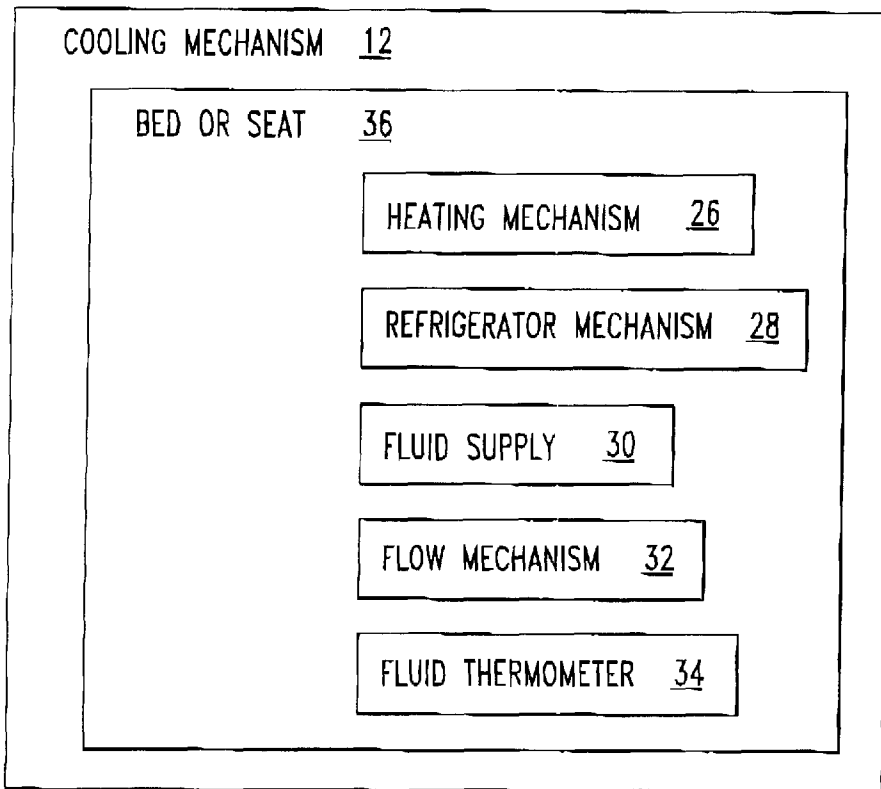 COOLING MECHANISM 12
BED OR SEAT 36
HEATING MECHANISM 26
REFRIGERATOR MECHANISM 28
FLUID SUPPLY 30
FLOW MECHANISM 32
FLUID THERMOMETER 34